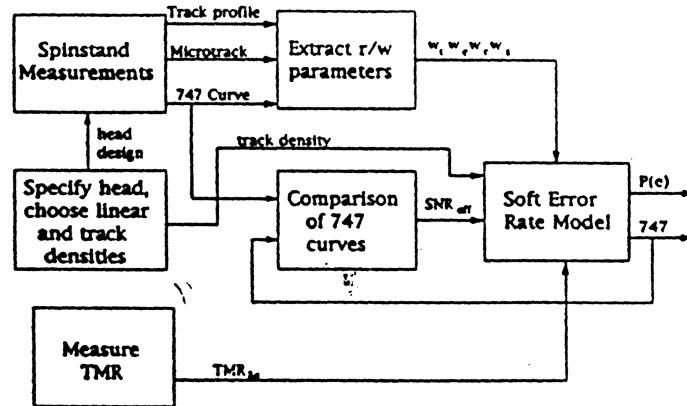 Track profile
Spinstand
Measurements
Microtrack
Extract r/w
parameters
747 Curve
head
design
track density
Specify head,
choose linear
and track
densities
Comparison
of 747
curves
SNR eff
Soft Error
Rate Model
P(e)
747
Measure
TMR
TMR